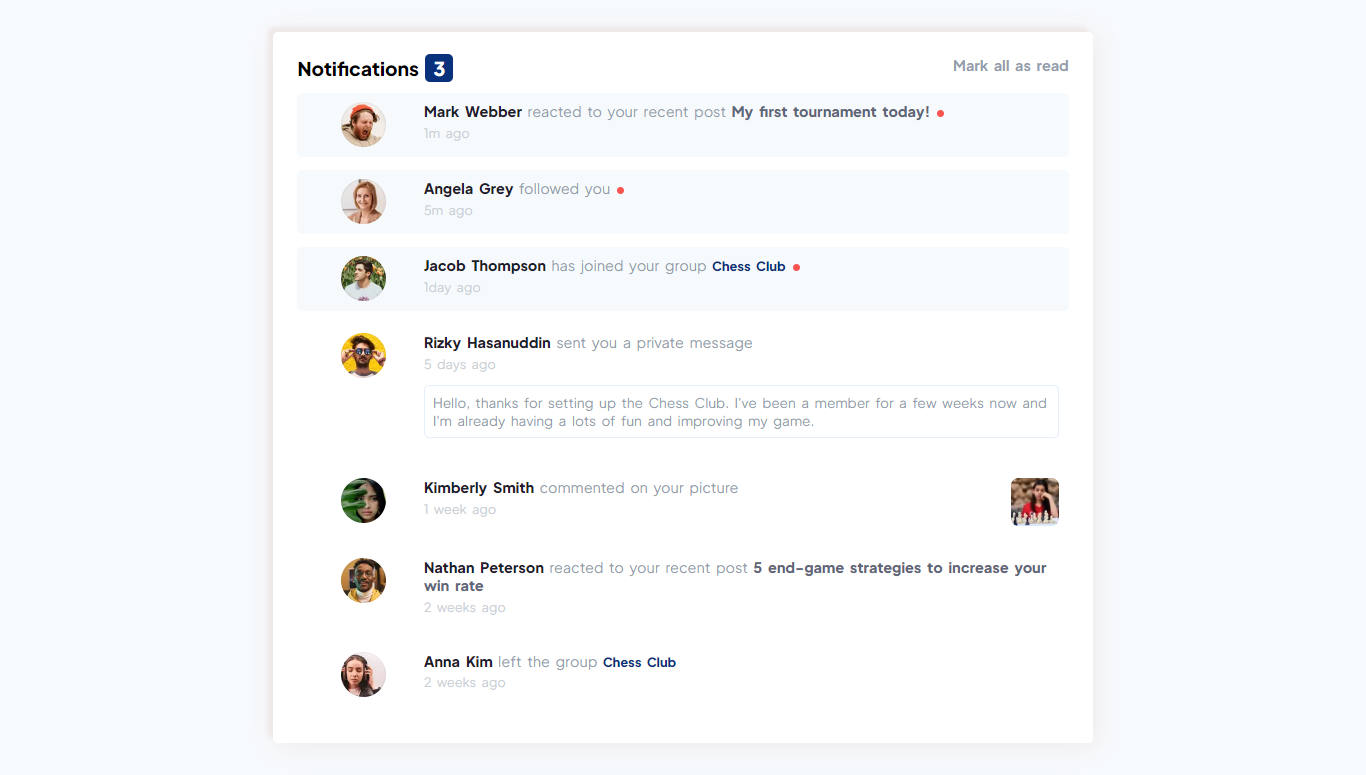 Notifications 3
Mark all as read
Mark Webber reacted to your recent post My first tournament today!
1m ago
Angela Grey followed you
5m ago
Jacob Thompson has joined your group Chess Club
1day ago
Rizky Hasanuddin sent you a private message
5 days ago
Hello, thanks for setting up the Chess Club. I've been a member for a few weeks now and
I'm already having a lots of fun and improving my game.
Kimberly Smith commented on your picture
1 week ago
Nathan Peterson reacted to your recent post 5 end-game strategies to increase your
win rate
2 weeks ago
Anna Kim left the group Chess Club
2 weeks ago